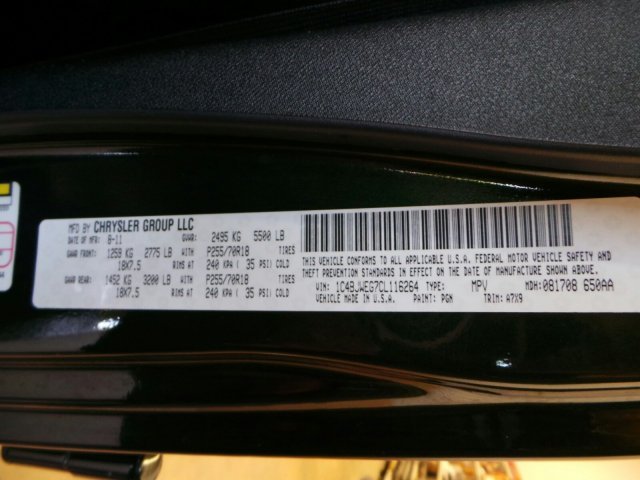 MFD BY CHRYSLER GROUP LLC
DATE OF MFR: 8-11 GVWR: 2495 KG 5500 LB
GAWR FRONT: 1259 KG 2775 LB WITH P255/70R18 TIRES
18X7.5 RIMS AT 240 KPA ( 35 PSI) COLD
GAWR REAR: 1452 KG 3200 LB WITH P255/70R18 TIRES
18X7.5 RIMS AT 240 KPA ( 35 PSI) COLD
THIS VEHICLE CONFORMS TO ALL APPLICABLE U.S.A. FEDERAL MOTOR VEHICLE SAFETY AND
THEFT PREVENTION STANDARDS IN EFFECT ON THE DATE OF MANUFACTURE SHOWN ABOVE.
VIN: 1C4BJWEG7CL116264 TYPE: MPV MDH: 081708 650AA
VEHICLE MADE IN U.S.A. PAINT: PGN TRIM: A7X9